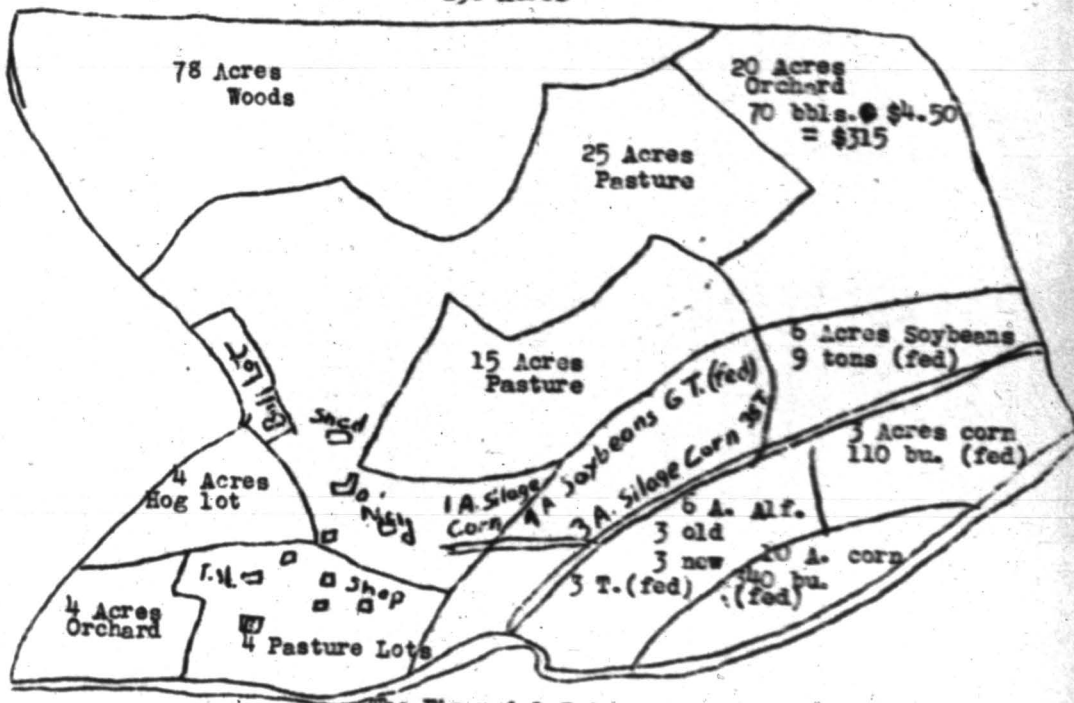 78 Acres
Woods
20 Acres
Orchard
70 bbls. @ $4.50
= $315
25 Acres
Pasture
15 Acres
Pasture
6 Acres Soybeans
9 tons (fed)
Bull Lot
Shed
4 A Soybeans 6 T. (fed)
3 A. Silage Corn
1 A. Silage
Corn
3 Acres corn
110 bu. (fed)
4 Acres
Hog lot
6 A. Alf.
3 old
3 new
3 T. (fed)
10 A. corn
340 bu.
(fed)
Shop
4 Acres
Orchard
4 Pasture Lots